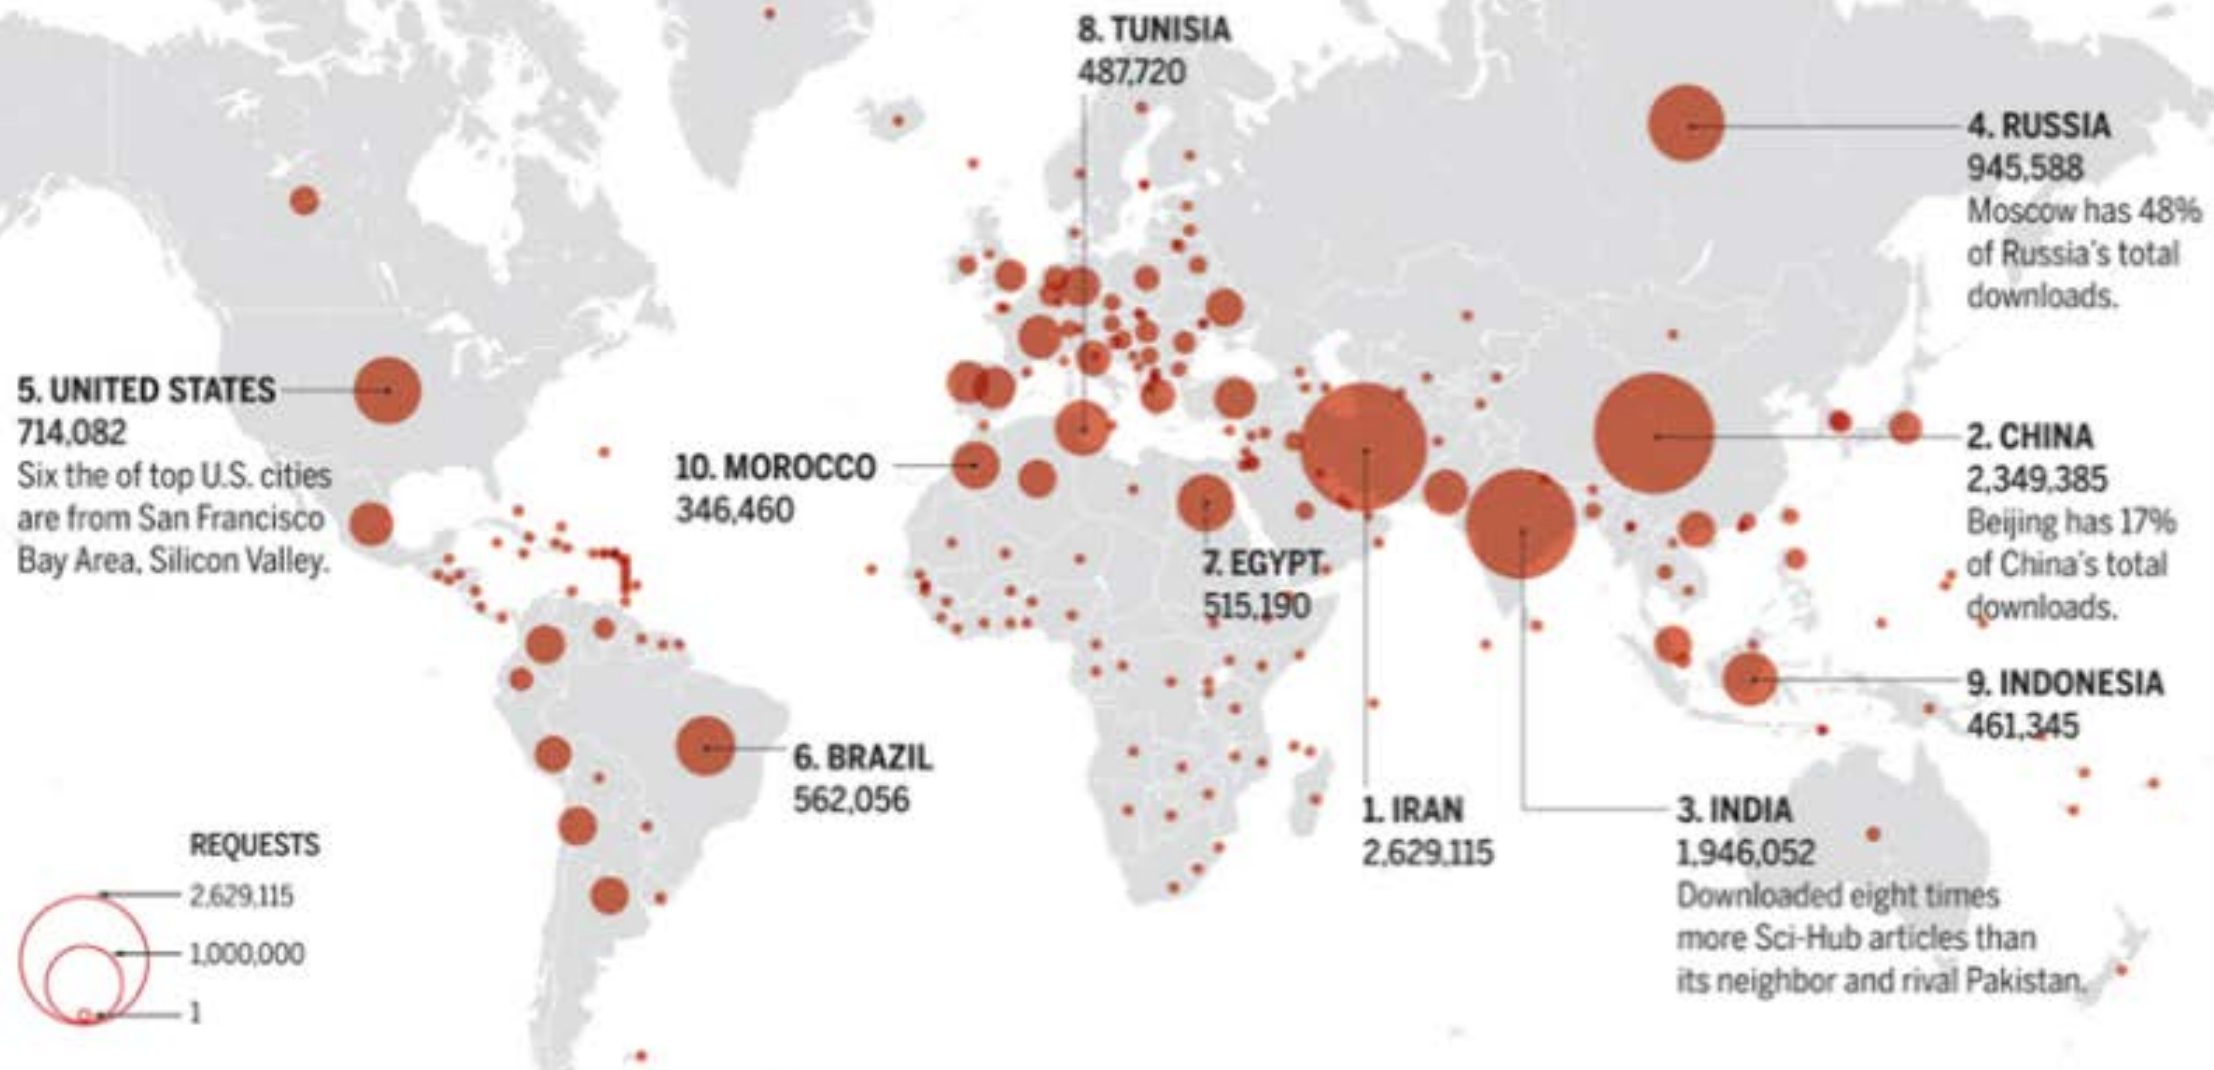 8. TUNISIA
487,720
4. RUSSIA
945,588
Moscow has 48%
of Russia's total
downloads.
5. UNITED STATES
714,082
Six the of top U.S. cities
are from San Francisco
Bay Area, Silicon Valley.
10. MOROCCO
346,460
2. CHINA
2,349,385
Beijing has 17%
of China's total
downloads.
7. EGYPT
515,190
9. INDONESIA
461,345
6. BRAZIL
562,056
1. IRAN
2,629,115
3. INDIA
1,946,052
Downloaded eight times
more Sci-Hub articles than
its neighbor and rival Pakistan.
REQUESTS
2,629,115
1,000,000
1